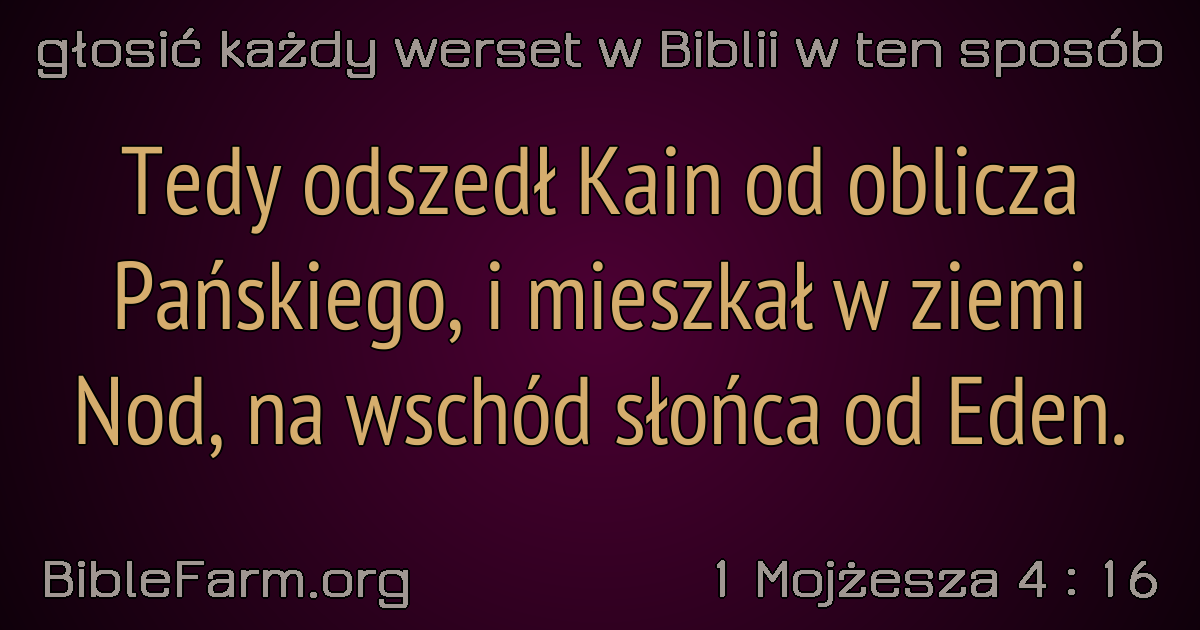 głosić każdy werset w Biblii w ten sposób
Tedy odszedł Kain od oblicza
Pańskiego, i mieszkał w ziemi
Nod, na wschód słońca od Eden.
BibleFarm.org
1 Mojżesza 4 : 16